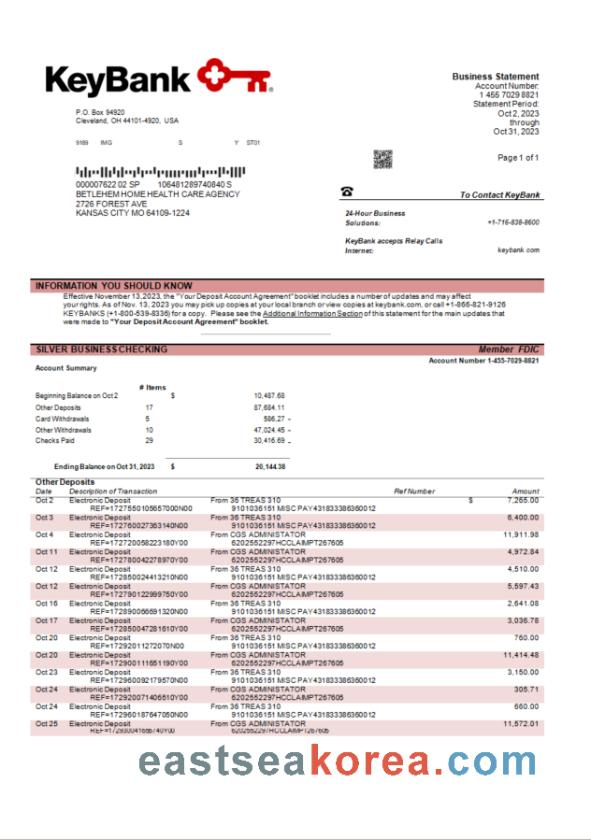 KeyBank
P.O. Box 94920
Cleveland, OH 44101-4920, USA
9189 IMG S Y ST01
Business Statement
Account Number:
1 455 7029 8821
Statement Period:
Oct 2, 2023
through
Oct 31, 2023
Page 1 of 1
000007622 02 SP 106481289740840 S
BETLEHEM HOME HEALTH CARE AGENCY
2726 FOREST AVE
KANSAS CITY MO 64109-1224
To Contact KeyBank
24-Hour Business
Solutions: +1-716-838-8600
KeyBank accepts Relay Calls
Internet: keybank.com
INFORMATION YOU SHOULD KNOW
Effective November 13,2023, the "Your Deposit Account Agreement" booklet includes a number of updates and may affect
your rights. As of Nov. 13, 2023 you may pick up copies at your local branch or view copies at keybank.com, or call +1-866-821-9126
KEYBANKS (+1-800-539-8336) for a copy. Please see the Additional Information Section of this statement for the main updates that
were made to "Your Deposit Account Agreement" booklet.
SILVER BUSINESS CHECKING Member FDIC
Account Number 1-455-7029-8821
Account Summary
# Items
Beginning Balance on Oct 2 $ 10,487.68
Other Deposits 17 87,684.11
Card Withdrawals 5 586.27 -
Other Withdrawals 10 47,024.45 -
Checks Paid 29 30,416.69 -
Ending Balance on Oct 31, 2023 $ 20,144.38
Other Deposits
Date Description of Transaction Ref Number Amount
Oct 2 Electronic Deposit From 36 TREAS 310 $ 7,265.00
REF=1727550105657000N00 9101036151 MISC PAY431833386360012
Oct 3 Electronic Deposit From 36 TREAS 310 6,400.00
REF=172760027363140N00 9101036151 MISC PAY431833386360012
Oct 4 Electronic Deposit From CGS ADMINISTATOR 11,911.98
REF=172720058223180Y00 6202552297HCCLAIMPT267605
Oct 11 Electronic Deposit From CGS ADMINISTATOR 4,972.84
REF=172780042278970Y00 6202552297HCCLAIMPT267605
Oct 12 Electronic Deposit From 36 TREAS 310 4,510.00
REF=172850024413210N00 9101036151 MISC PAY431833386360012
Oct 12 Electronic Deposit From CGS ADMINISTATOR 5,597.43
REF=172790122999750Y00 6202552297HCCLAIMPT267605
Oct 16 Electronic Deposit From 36 TREAS 310 2,641.08
REF=172890066691320N00 9101036151 MISC PAY431833386360012
Oct 17 Electronic Deposit From CGS ADMINISTATOR 3,036.78
REF=172850047281610Y00 6202552297HCCLAIMPT267605
Oct 20 Electronic Deposit From 36 TREAS 310 760.00
REF=17292011272070N00 9101036151 MISC PAY431833386360012
Oct 20 Electronic Deposit From CGS ADMINISTATOR 11,414.48
REF=172900111651190Y00 6202552297HCCLAIMPT267605
Oct 23 Electronic Deposit From 36 TREAS 310 3,150.00
REF=172960092179570N00 9101036151 MISC PAY431833386360012
Oct 24 Electronic Deposit From CGS ADMINISTATOR 305.71
REF=172920071406510Y00 6202552297HCCLAIMPT267605
Oct 24 Electronic Deposit From 36 TREAS 310 660.00
REF=172960187647050N00 9101036151 MISC PAY431833386360012
Oct 25 Electronic Deposit From CGS ADMINISTATOR 11,572.01
REF=172930041666740Y00 6202552297HCCLAIMPT267605
eastseakorea.com